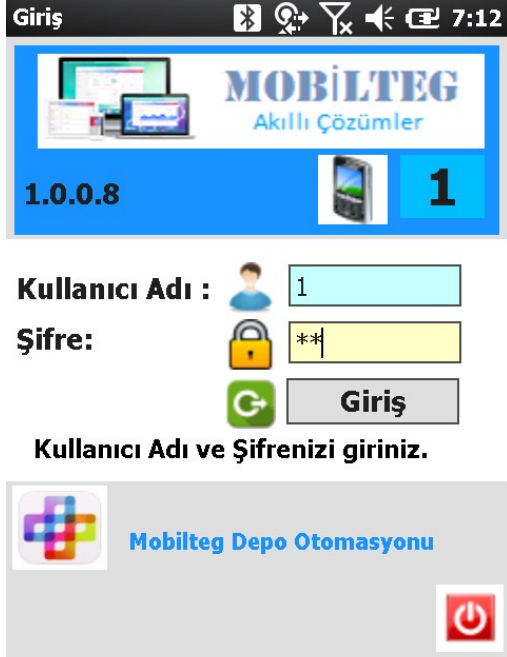 Giriş 7:12
MOBİLTEG
Akıllı Çözümler
1.0.0.8
1
Kullanıcı Adı : 1
Şifre: **
Giriş
Kullanıcı Adı ve Şifrenizi giriniz.
Mobilteg Depo Otomasyonu